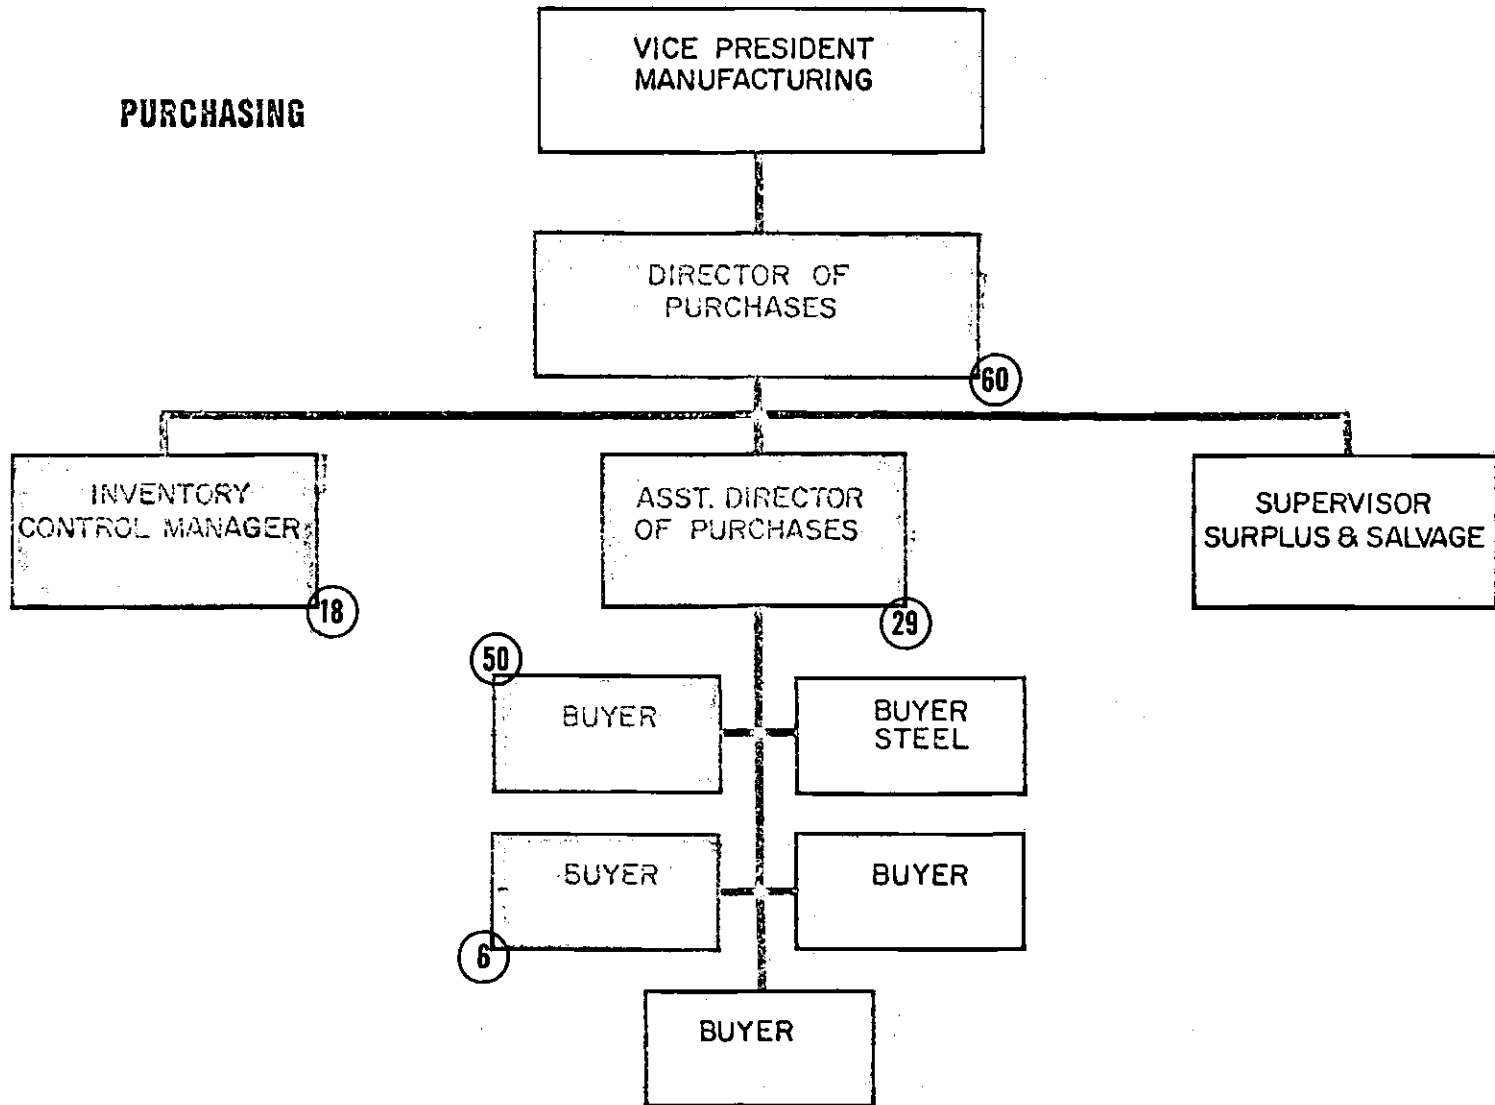 PURCHASING
VICE PRESIDENT
MANUFACTURING
DIRECTOR OF
PURCHASES
60
INVENTORY
CONTROL MANAGER
18
ASST. DIRECTOR
OF PURCHASES
29
SUPERVISOR
SURPLUS & SALVAGE
50
BUYER
BUYER
STEEL
BUYER
6
BUYER
BUYER